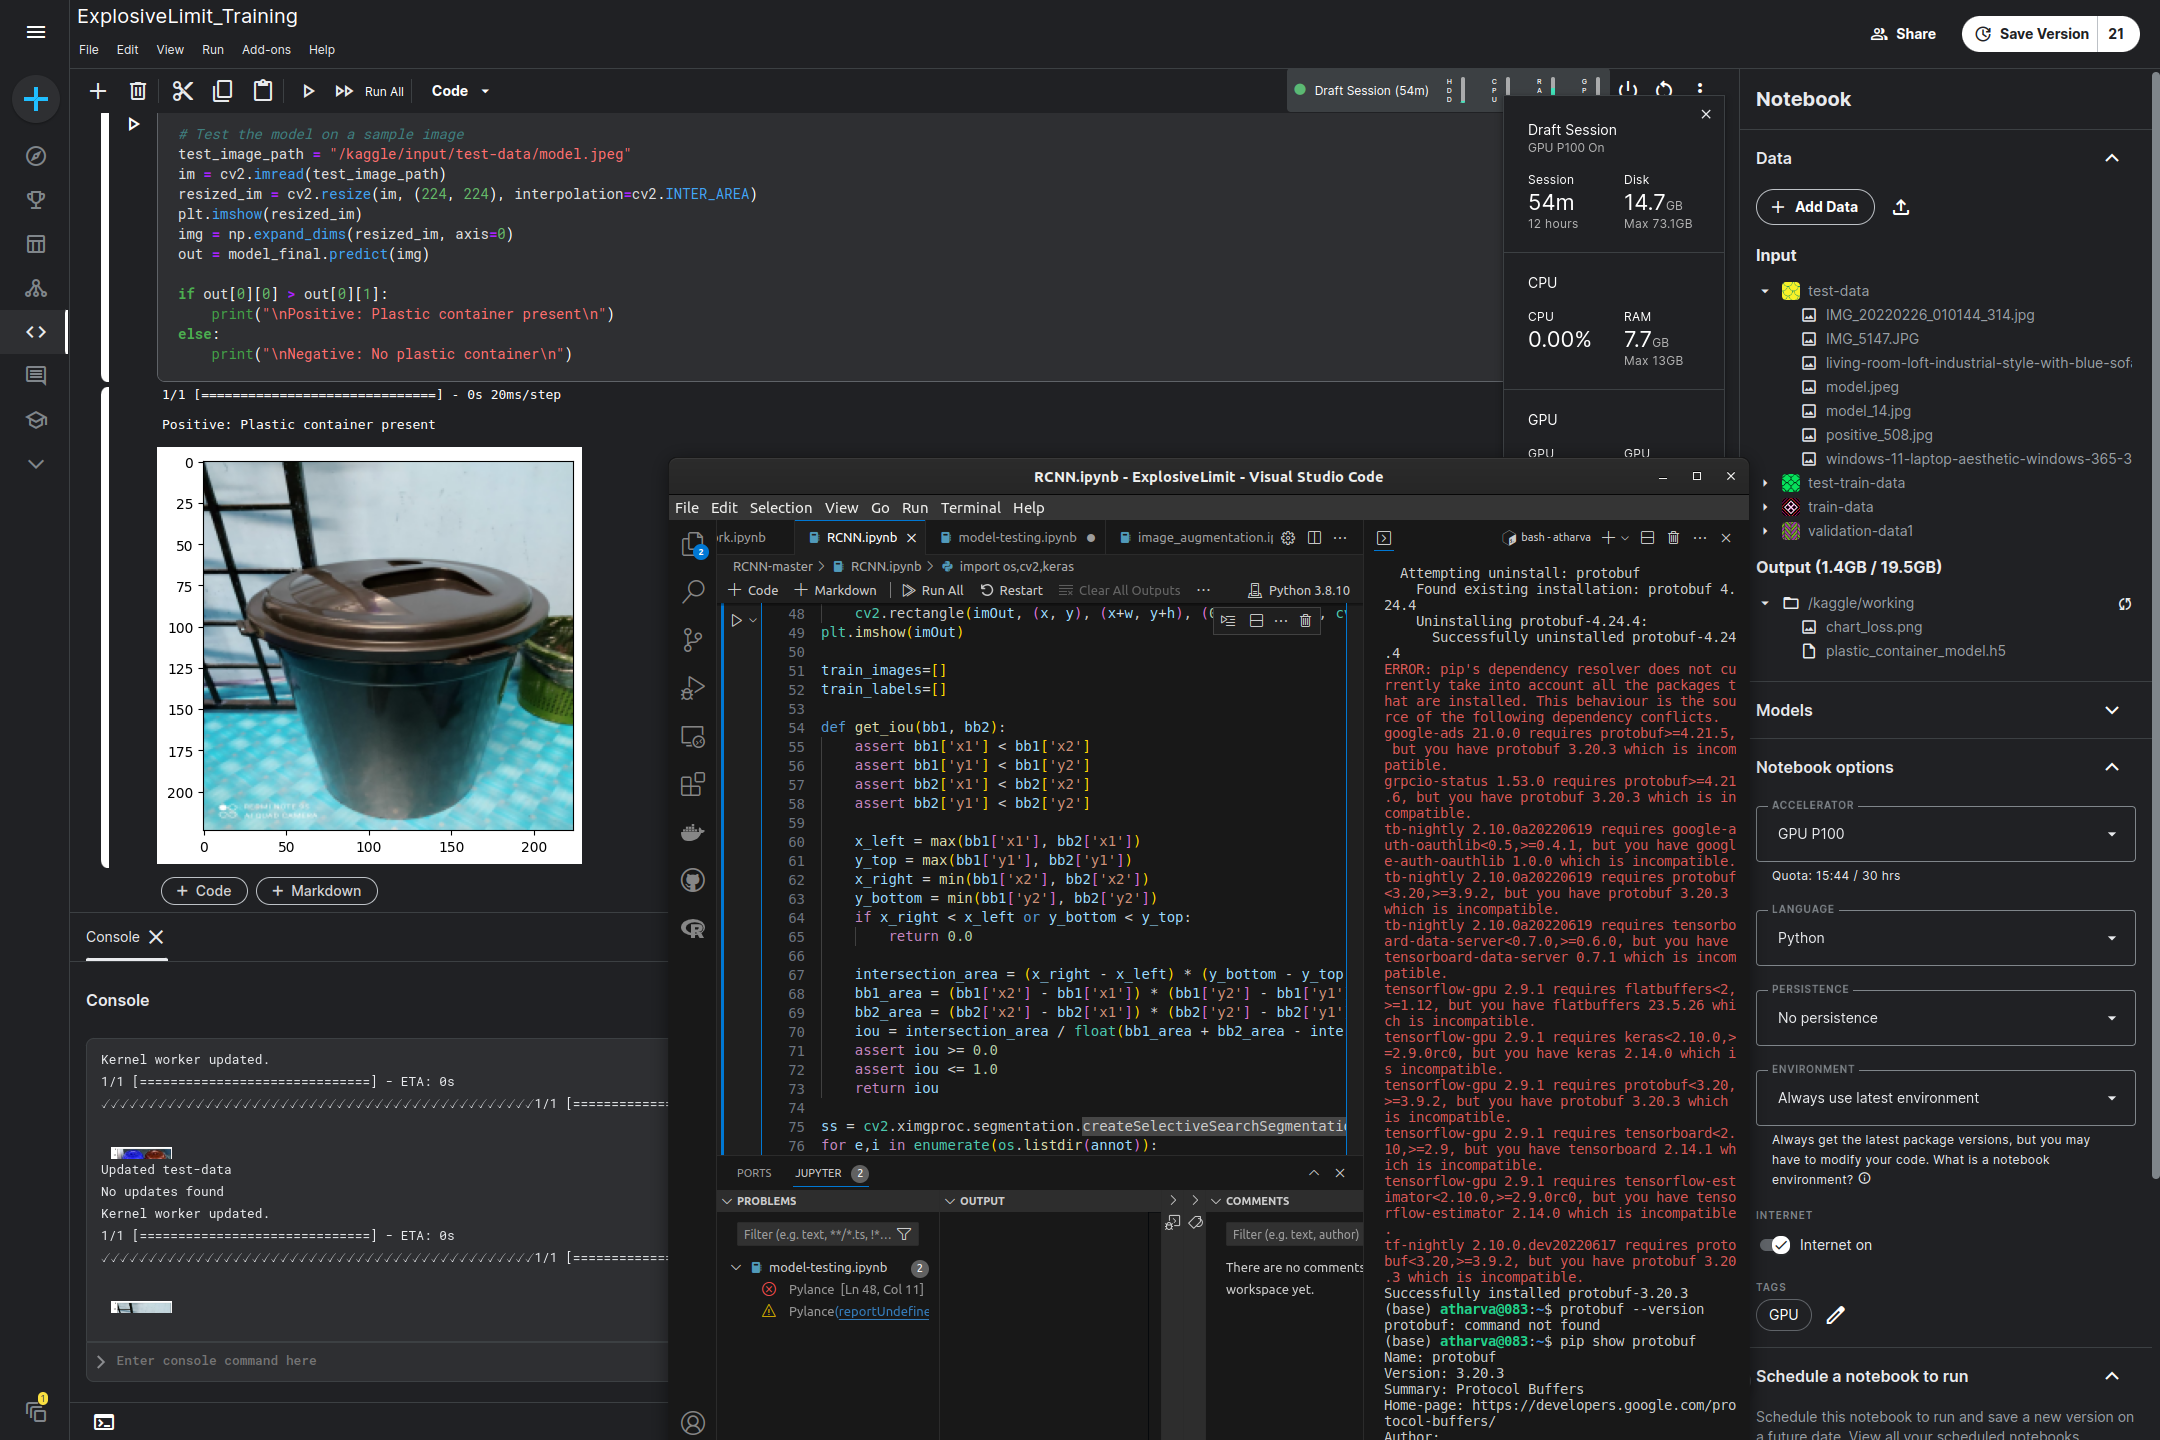 ExplosiveLimit_Training
File Edit View Run Add-ons Help
Share
Save Version 21
Run All
Code
Draft Session (54m)
HDD
CPU
# Test the model on a sample image
test_image_path = "/kaggle/input/test-data/model.jpeg"
im = cv2.imread(test_image_path)
resized_im = cv2.resize(im, (224, 224), interpolation=cv2.INTER_AREA)
plt.imshow(resized_im)
img = np.expand_dims(resized_im, axis=0)
out = model_final.predict(img)
if out[0][0] > out[0][1]:
print("\nPositive: Plastic container present\n")
else:
print("\nNegative: No plastic container\n")
1/1 [==============================] - 0s 20ms/step
Positive: Plastic container present
0
25
50
75
100
125
150
175
200
0 50 100 150 200
+ Code
+ Markdown
Console
Console
Kernel worker updated.
1/1 [==============================] - ETA: 0s
1/1 [=============
Updated test-data
No updates found
Kernel worker updated.
1/1 [==============================] - ETA: 0s
1/1 [=============
Enter console command here
1
Draft Session
GPU P100 On
Session Disk
54m 14.7GB
12 hours Max 73.1GB
CPU
CPU RAM
0.00% 7.7GB
Max 13GB
GPU
GPU GPU
RCNN.ipynb - ExplosiveLimit - Visual Studio Code
File Edit Selection View Go Run Terminal Help
2
rk.ipynb RCNN.ipynb model-testing.ipynb image_augmentation.i
RCNN-master > RCNN.ipynb > import os,cv2,keras
+ Code + Markdown Run All Restart Clear All Outputs ... Python 3.8.10
48 cv2.rectangle(imOut, (x, y), (x+w, y+h), (
49 plt.imshow(imOut)
50
51 train_images=[]
52 train_labels=[]
53
54 def get_iou(bb1, bb2):
55 assert bb1['x1'] < bb1['x2']
56 assert bb1['y1'] < bb1['y2']
57 assert bb2['x1'] < bb2['x2']
58 assert bb2['y1'] < bb2['y2']
59
60 x_left = max(bb1['x1'], bb2['x1'])
61 y_top = max(bb1['y1'], bb2['y1'])
62 x_right = min(bb1['x2'], bb2['x2'])
63 y_bottom = min(bb1['y2'], bb2['y2'])
64 if x_right < x_left or y_bottom < y_top:
65 return 0.0
66
67 intersection_area = (x_right - x_left) * (y_bottom - y_top
68 bb1_area = (bb1['x2'] - bb1['x1']) * (bb1['y2'] - bb1['y1'
69 bb2_area = (bb2['x2'] - bb2['x1']) * (bb2['y2'] - bb2['y1'
70 iou = intersection_area / float(bb1_area + bb2_area - inte
71 assert iou >= 0.0
72 assert iou <= 1.0
73 return iou
74
75 ss = cv2.ximgproc.segmentation.createSelectiveSearchSegmentati
76 for e,i in enumerate(os.listdir(annot)):
PORTS JUPYTER 2
PROBLEMS
Filter (e.g. text, **/*.ts, !*...
model-testing.ipynb 2
Pylance [Ln 48, Col 11]
Pylance(reportUndefine
OUTPUT
COMMENTS
Filter (e.g. text, author)
There are no comments
workspace yet.
bash - atharva
Attempting uninstall: protobuf
Found existing installation: protobuf 4.
24.4
Uninstalling protobuf-4.24.4:
Successfully uninstalled protobuf-4.24
.4
ERROR: pip's dependency resolver does not cu
rrently take into account all the packages t
hat are installed. This behaviour is the sou
rce of the following dependency conflicts.
google-ads 21.0.0 requires protobuf>=4.21.5,
but you have protobuf 3.20.3 which is incom
patible.
grpcio-status 1.53.0 requires protobuf>=4.21
.6, but you have protobuf 3.20.3 which is in
compatible.
tb-nightly 2.10.0a20220619 requires google-a
uth-oauthlib<0.5,>=0.4.1, but you have googl
e-auth-oauthlib 1.0.0 which is incompatible.
tb-nightly 2.10.0a20220619 requires protobuf
<3.20,>=3.9.2, but you have protobuf 3.20.3
which is incompatible.
tb-nightly 2.10.0a20220619 requires tensorbo
ard-data-server<0.7.0,>=0.6.0, but you have
tensorboard-data-server 0.7.1 which is incom
patible.
tensorflow-gpu 2.9.1 requires flatbuffers<2,
>=1.12, but you have flatbuffers 23.5.26 whi
ch is incompatible.
tensorflow-gpu 2.9.1 requires keras<2.10.0,>
=2.9.0rc0, but you have keras 2.14.0 which i
s incompatible.
tensorflow-gpu 2.9.1 requires protobuf<3.20,
>=3.9.2, but you have protobuf 3.20.3 which
is incompatible.
tensorflow-gpu 2.9.1 requires tensorboard<2.
10,>=2.9, but you have tensorboard 2.14.1 wh
ich is incompatible.
tensorflow-gpu 2.9.1 requires tensorflow-est
imator<2.10.0,>=2.9.0rc0, but you have tenso
rflow-estimator 2.14.0 which is incompatible
.
tf-nightly 2.10.0.dev20220617 requires proto
buf<3.20,>=3.9.2, but you have protobuf 3.20
.3 which is incompatible.
Successfully installed protobuf-3.20.3
(base) atharva@083:~$ protobuf --version
protobuf: command not found
(base) atharva@083:~$ pip show protobuf
Name: protobuf
Version: 3.20.3
Summary: Protocol Buffers
Home-page: https://developers.google.com/pro
tocol-buffers/
Author:
Notebook
Data
+ Add Data
Input
test-data
IMG_20220226_010144_314.jpg
IMG_5147.JPG
living-room-loft-industrial-style-with-blue-sof
model.jpeg
model_14.jpg
positive_508.jpg
windows-11-laptop-aesthetic-windows-365-3
test-train-data
train-data
validation-data1
Output (1.4GB / 19.5GB)
/kaggle/working
chart_loss.png
plastic_container_model.h5
Models
Notebook options
ACCELERATOR
GPU P100
Quota: 15:44 / 30 hrs
LANGUAGE
Python
PERSISTENCE
No persistence
ENVIRONMENT
Always use latest environment
Always get the latest package versions, but you may
have to modify your code. What is a notebook
environment?
INTERNET
Internet on
TAGS
GPU
Schedule a notebook to run
Schedule this notebook to run and save a new version on
a future date. View all your scheduled notebooks